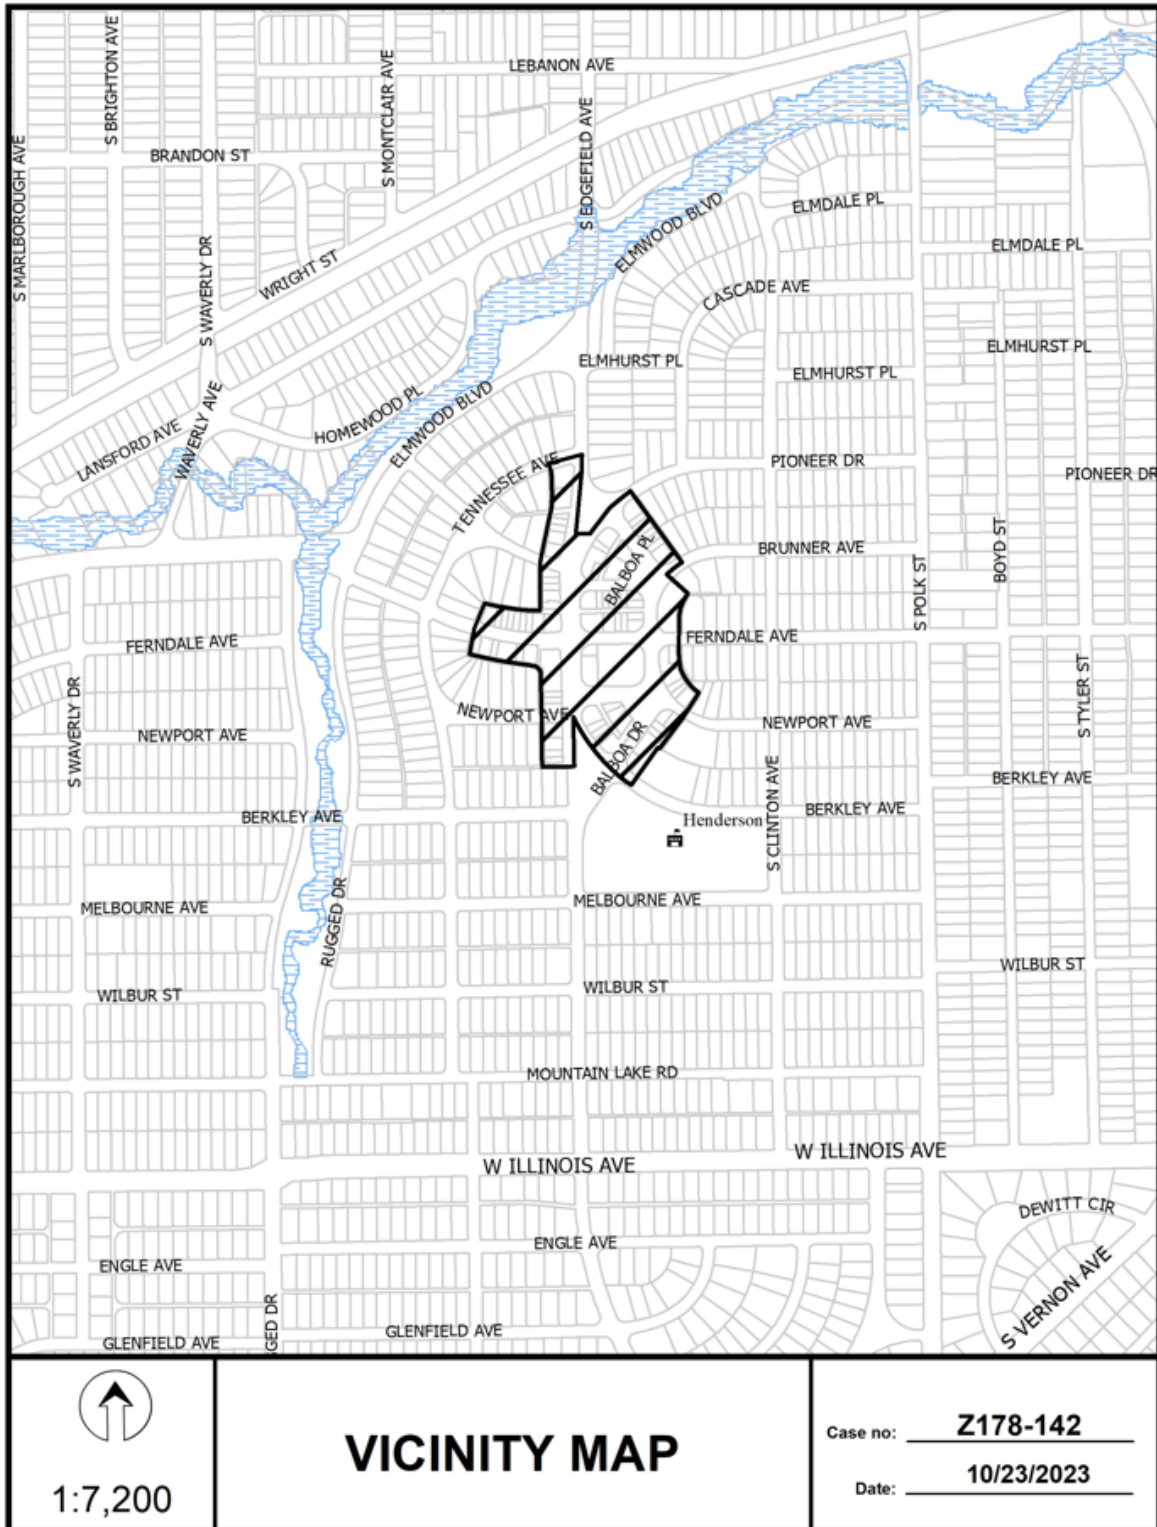 LEBANON AVE
S BRIGHTON AVE
S MONTCLAIR AVE
S MARLBOROUGH AVE
BRANDON ST
S EDGEFIELD AVE
ELMDALE PL
ELMWOOD BLVD
S WAVERLY DR
WRIGHT ST
ELMDALE PL
CASCADE AVE
ELMHURST PL
ELMHURST PL
ELMHURST PL
HOMEWOOD PL
ELMWOOD BLVD
WAVERLY AVE
LANSFORD AVE
TENNESSEE AVE
PIONEER DR
PIONEER DR
BALBOA PL
BRUNNER AVE
BOYD ST
S POLK ST
FERNDALE AVE
FERNDALE AVE
S WAVERLY DR
NEWPORT AVE
NEWPORT AVE
NEWPORT AVE
S TYLER ST
BALBOA DR
BERKLEY AVE
BERKLEY AVE
BERKLEY AVE
Henderson
S CLINTON AVE
MELBOURNE AVE
MELBOURNE AVE
RUGGED DR
WILBUR ST
WILBUR ST
WILBUR ST
MOUNTAIN LAKE RD
W ILLINOIS AVE
W ILLINOIS AVE
DEWITT CIR
ENGLE AVE
ENGLE AVE
S VERNON AVE
GLENFIELD AVE
GLENFIELD AVE
GED DR
1:7,200
VICINITY MAP
Case no: Z178-142
Date: 10/23/2023